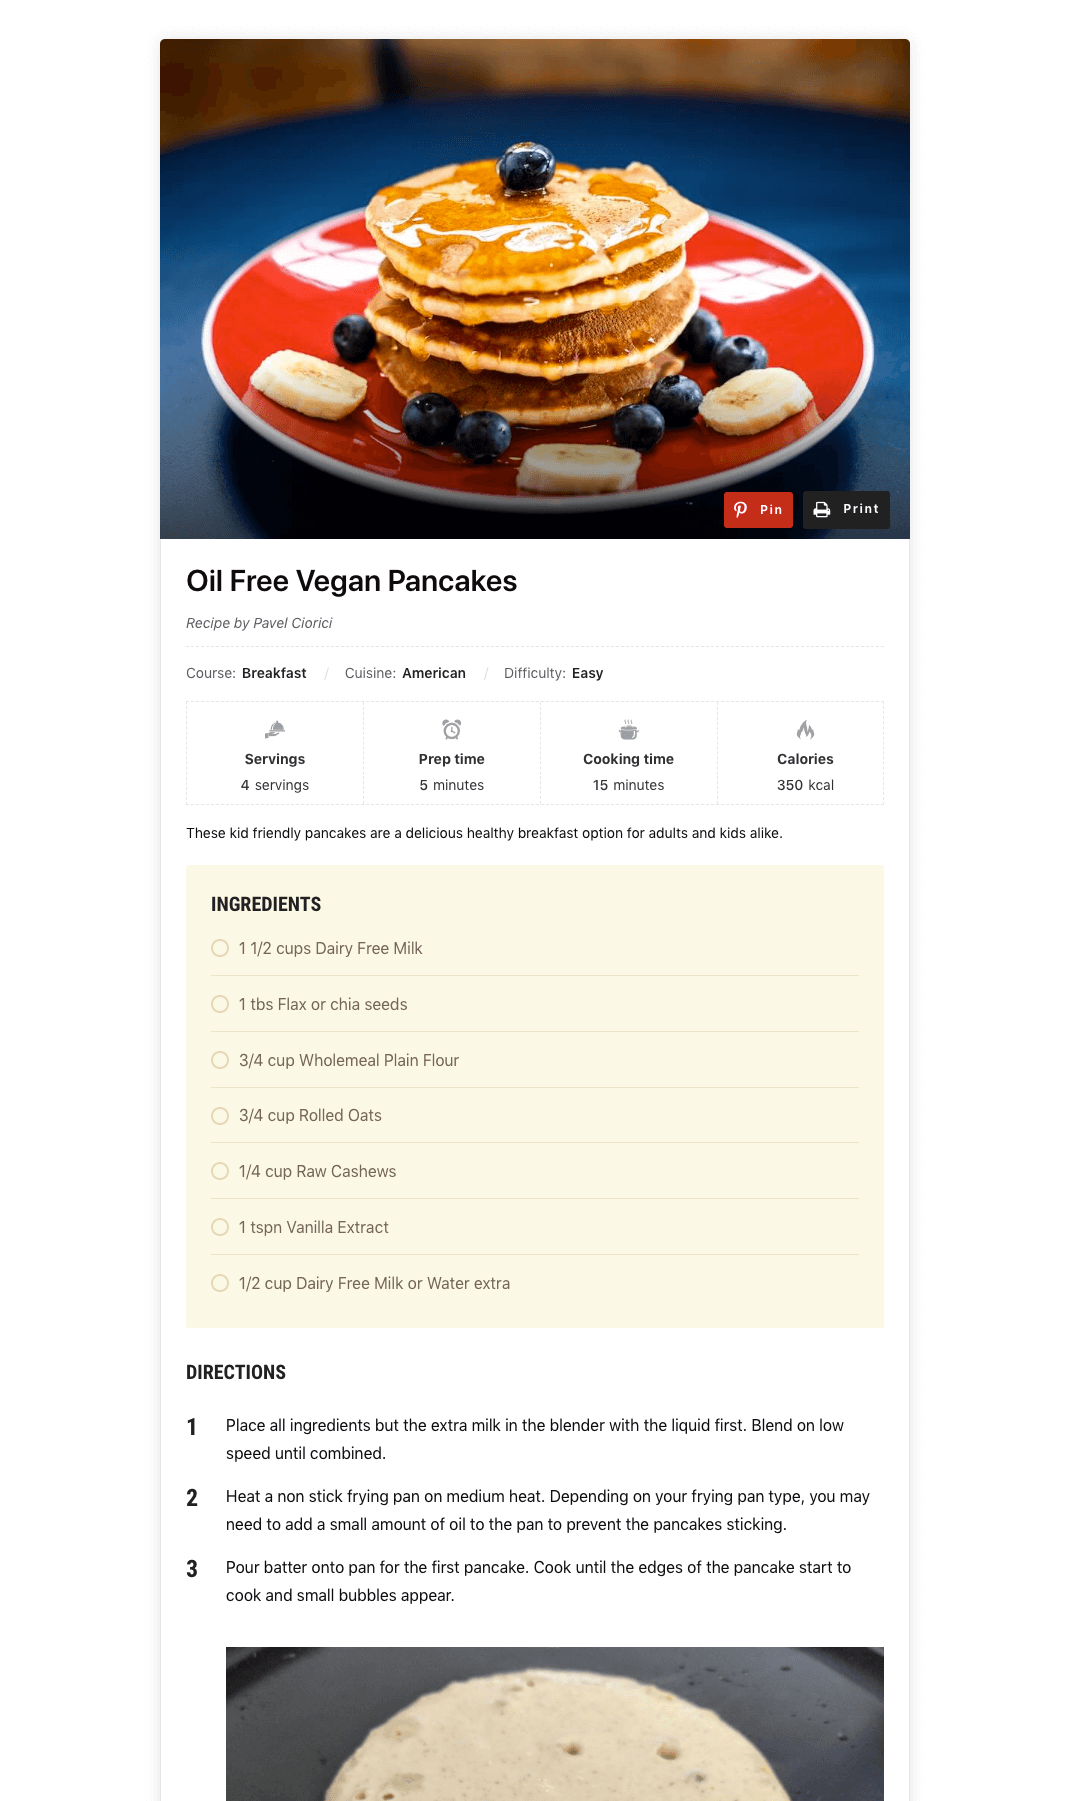 Pin
Print
Oil Free Vegan Pancakes
Recipe by Pavel Ciorici
Course: Breakfast / Cuisine: American / Difficulty: Easy
Servings
4 servings
Prep time
5 minutes
Cooking time
15 minutes
Calories
350 kcal
These kid friendly pancakes are a delicious healthy breakfast option for adults and kids alike.
INGREDIENTS
1 1/2 cups Dairy Free Milk
1 tbs Flax or chia seeds
3/4 cup Wholemeal Plain Flour
3/4 cup Rolled Oats
1/4 cup Raw Cashews
1 tspn Vanilla Extract
1/2 cup Dairy Free Milk or Water extra
DIRECTIONS
1 Place all ingredients but the extra milk in the blender with the liquid first. Blend on low
speed until combined.
2 Heat a non stick frying pan on medium heat. Depending on your frying pan type, you may
need to add a small amount of oil to the pan to prevent the pancakes sticking.
3 Pour batter onto pan for the first pancake. Cook until the edges of the pancake start to
cook and small bubbles appear.